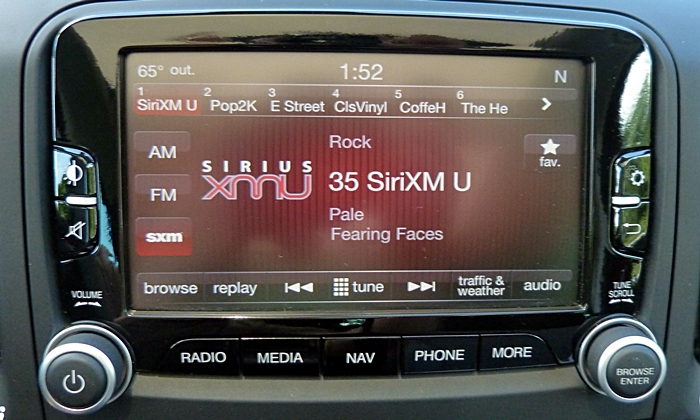 65° out. 1:52 N
1 2 3 4 5 6
SiriXM U Pop2K E Street ClsVinyl CoffeH The He
AM
FM
sxm
SIRIUS
xmu
Rock
35 SiriXM U
Pale
Fearing Faces
fav.
browse replay tune traffic & weather audio
VOLUME
TUNE
SCROLL
RADIO MEDIA NAV PHONE MORE
BROWSE
ENTER